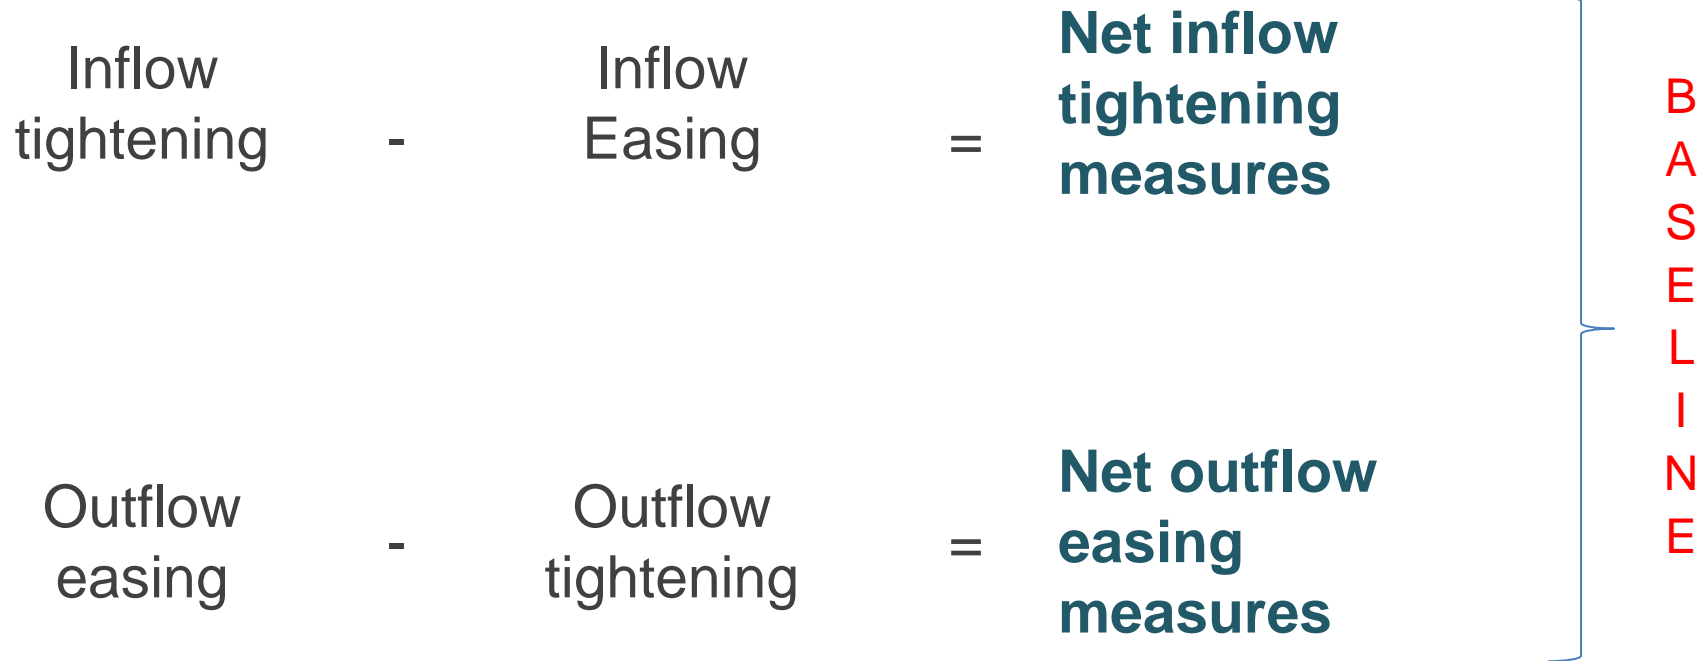 Inflow
tightening
-
Inflow
Easing
=
Net inflow
tightening
measures
Outflow
easing
-
Outflow
tightening
=
Net outflow
easing
measures
B
A
S
E
L
I
N
E